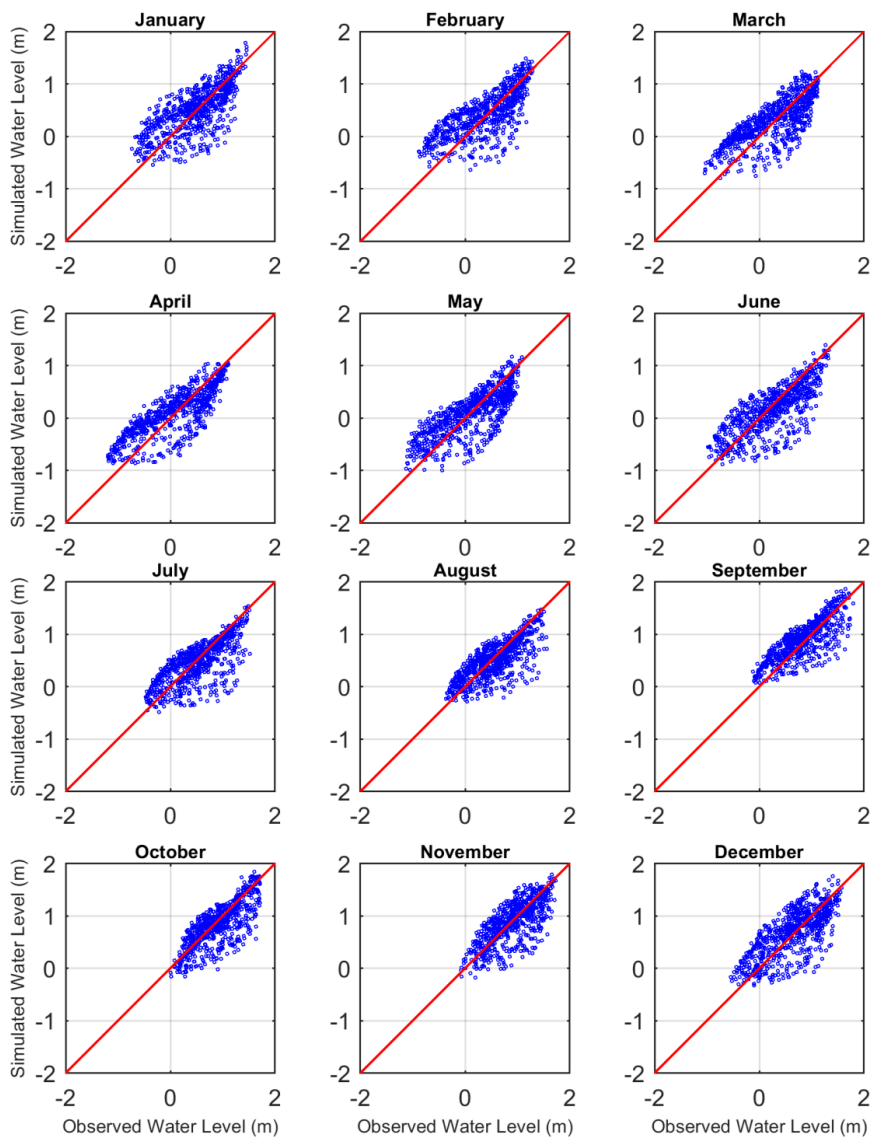 January February March
Simulated Water Level (m)
2 2 2
1 1 1
0 0 0
-1 -1 -1
-2 -2 -2
-2 0 2 -2 0 2 -2 0 2
April May June
Simulated Water Level (m)
2 2 2
1 1 1
0 0 0
-1 -1 -1
-2 -2 -2
-2 0 2 -2 0 2 -2 0 2
July August September
Simulated Water Level (m)
2 2 2
1 1 1
0 0 0
-1 -1 -1
-2 -2 -2
-2 0 2 -2 0 2 -2 0 2
October November December
Simulated Water Level (m)
2 2 2
1 1 1
0 0 0
-1 -1 -1
-2 -2 -2
-2 0 2 -2 0 2 -2 0 2
Observed Water Level (m) Observed Water Level (m) Observed Water Level (m)